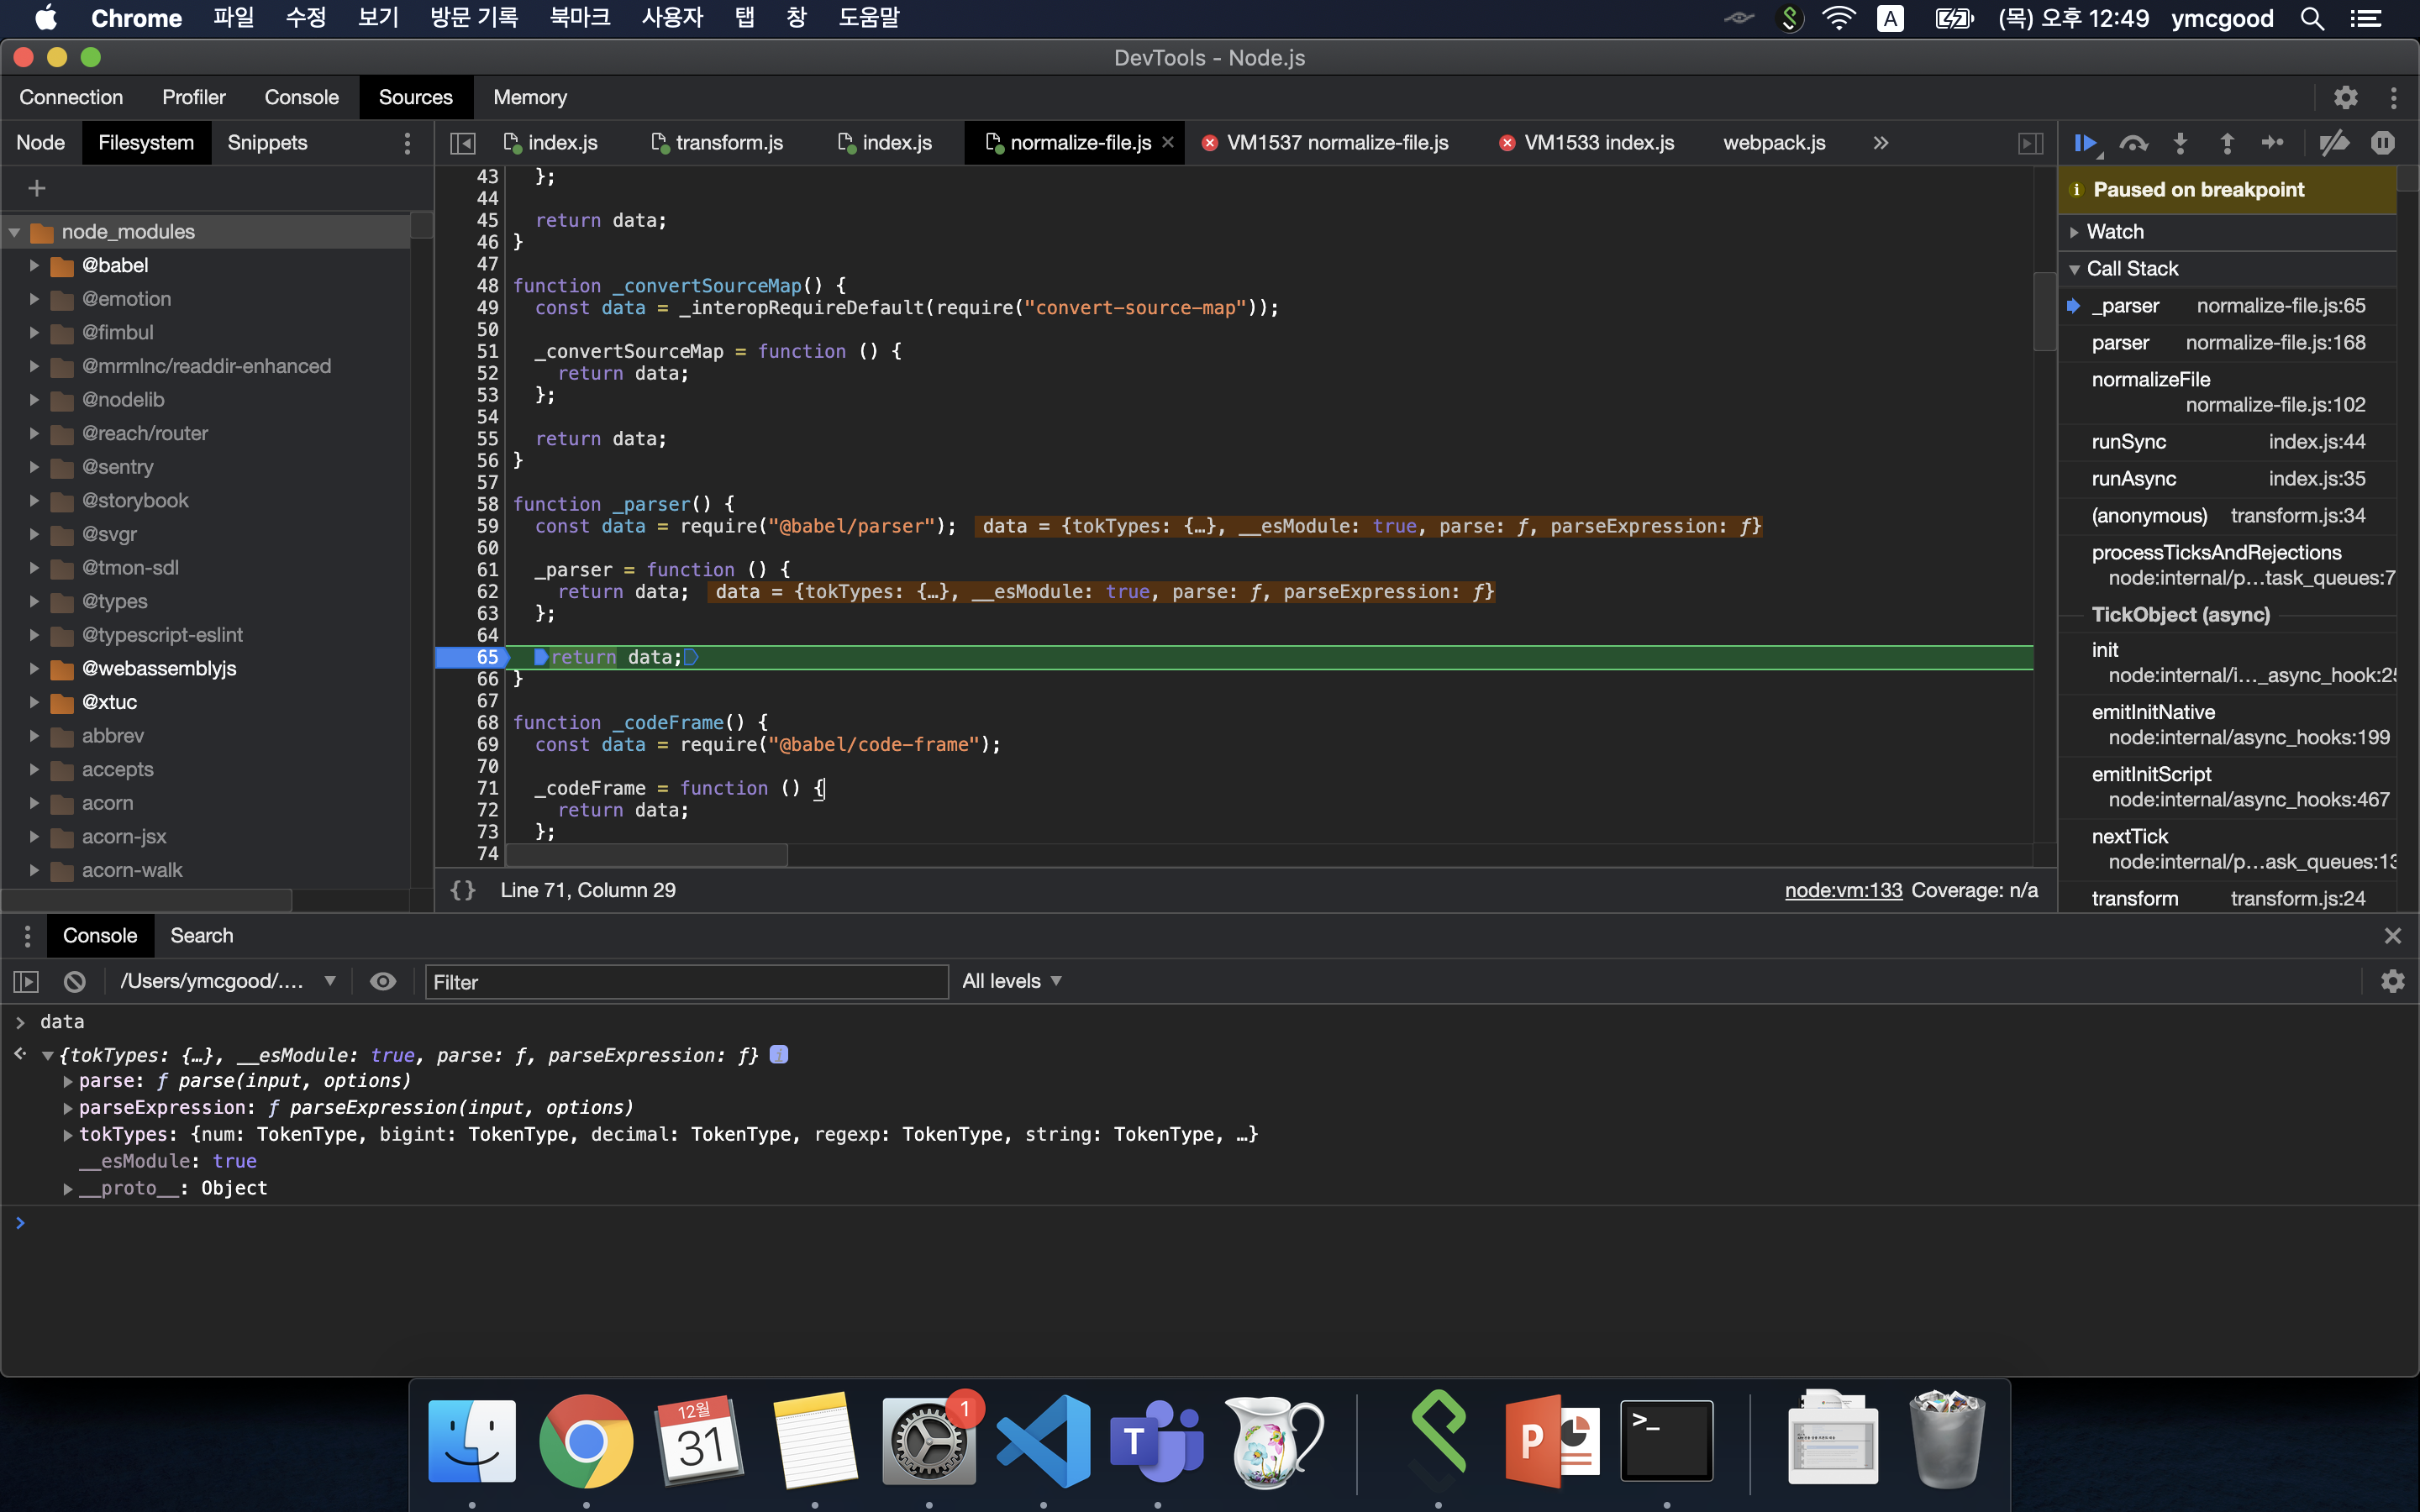 Chrome 파일 수정 보기 방문 기록 북마크 사용자 탭 창 도움말 A (목) 오후 12:49 ymcgood
DevTools - Node.js
Connection Profiler Console Sources Memory
Node Filesystem Snippets
index.js transform.js index.js normalize-file.js VM1537 normalize-file.js VM1533 index.js webpack.js
node_modules
@babel
@emotion
@fimbul
@mrmlnc/readdir-enhanced
@nodelib
@reach/router
@sentry
@storybook
@svgr
@tmon-sdl
@types
@typescript-eslint
@webassemblyjs
@xtuc
abbrev
accepts
acorn
acorn-jsx
acorn-walk
43 };
44
45 return data;
46 }
47
48 function _convertSourceMap() {
49 const data = _interopRequireDefault(require("convert-source-map"));
50
51 _convertSourceMap = function () {
52 return data;
53 };
54
55 return data;
56 }
57
58 function _parser() {
59 const data = require("@babel/parser"); data = {tokTypes: {…}, __esModule: true, parse: ƒ, parseExpression: ƒ}
60
61 _parser = function () {
62 return data; data = {tokTypes: {…}, __esModule: true, parse: ƒ, parseExpression: ƒ}
63 };
64
65 return data;
66 }
67
68 function _codeFrame() {
69 const data = require("@babel/code-frame");
70
71 _codeFrame = function () {
72 return data;
73 };
74
{} Line 71, Column 29 node:vm:133 Coverage: n/a
Paused on breakpoint
Watch
Call Stack
_parser normalize-file.js:65
parser normalize-file.js:168
normalizeFile
normalize-file.js:102
runSync index.js:44
runAsync index.js:35
(anonymous) transform.js:34
processTicksAndRejections
node:internal/p…task_queues:7
TickObject (async)
init
node:internal/i…_async_hook:25
emitInitNative
node:internal/async_hooks:199
emitInitScript
node:internal/async_hooks:467
nextTick
node:internal/p…ask_queues:13
transform transform.js:24
Console Search
/Users/ymcgood/.… Filter All levels
data
{tokTypes: {…}, __esModule: true, parse: ƒ, parseExpression: ƒ} i
parse: ƒ parse(input, options)
parseExpression: ƒ parseExpression(input, options)
tokTypes: {num: TokenType, bigint: TokenType, decimal: TokenType, regexp: TokenType, string: TokenType, …}
__esModule: true
__proto__: Object
12월
31
1
T
P
>_